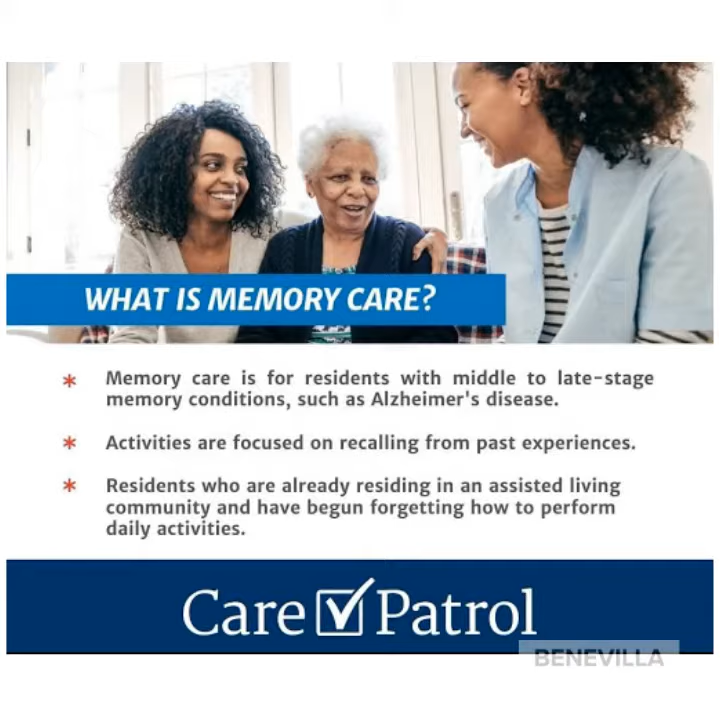 WHAT IS MEMORY CARE?
* Memory care is for residents with middle to late-stage
memory conditions, such as Alzheimer's disease.
* Activities are focused on recalling from past experiences.
* Residents who are already residing in an assisted living
community and have begun forgetting how to perform
daily activities.
Care Patrol
BENEVILLA